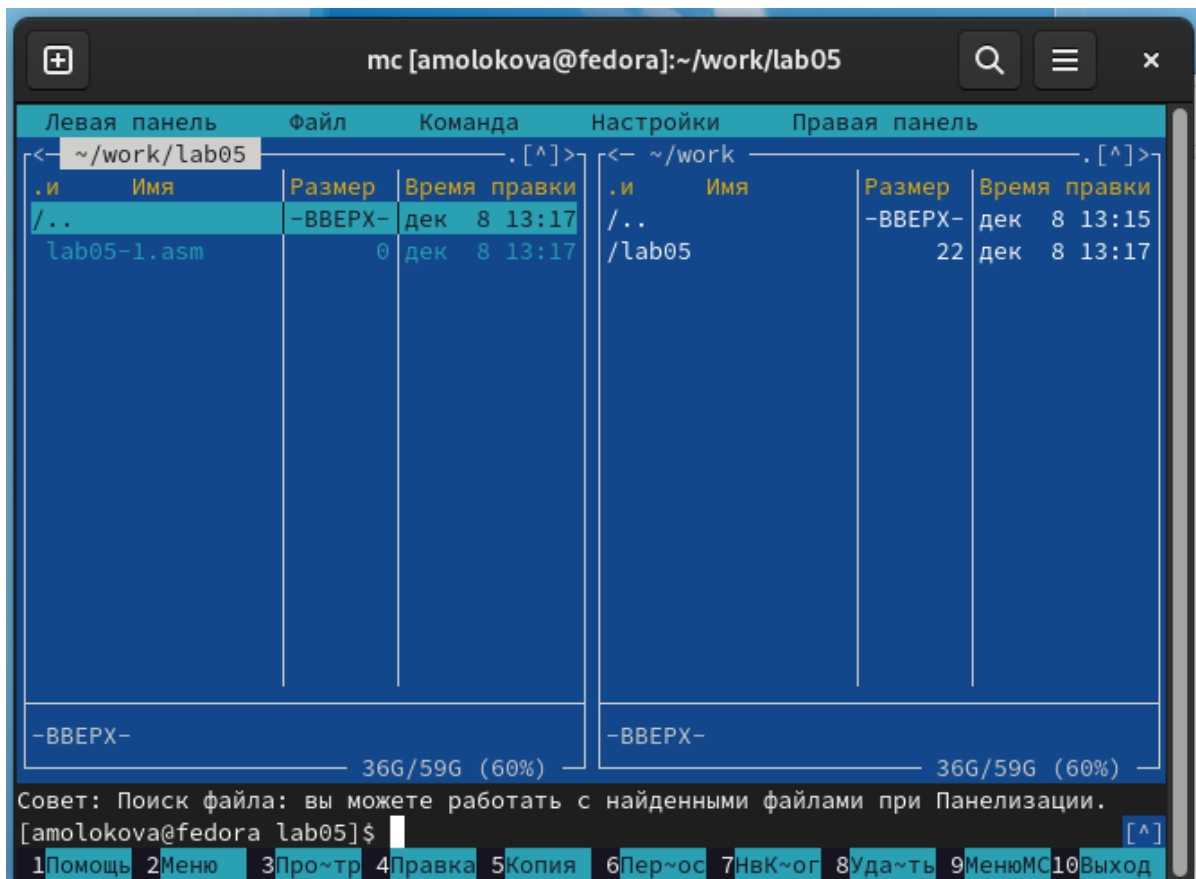 mc [amolokova@fedora]:~/work/lab05
Левая панель Файл Команда Настройки Правая панель
<— ~/work/lab05 .[^]> <— ~/work .[^]>
.и Имя Размер Время правки .и Имя Размер Время правки
/.. -ВВЕРХ- дек 8 13:17 /.. -ВВЕРХ- дек 8 13:15
lab05-1.asm 0 дек 8 13:17 /lab05 22 дек 8 13:17
-ВВЕРХ- -ВВЕРХ-
36G/59G (60%) 36G/59G (60%)
Совет: Поиск файла: вы можете работать с найденными файлами при Панелизации.
[amolokova@fedora lab05]$ [^]
1Помощь 2Меню 3Про~тр 4Правка 5Копия 6Пер~ос 7НвК~ог 8Уда~ть 9МенюМС10Выход